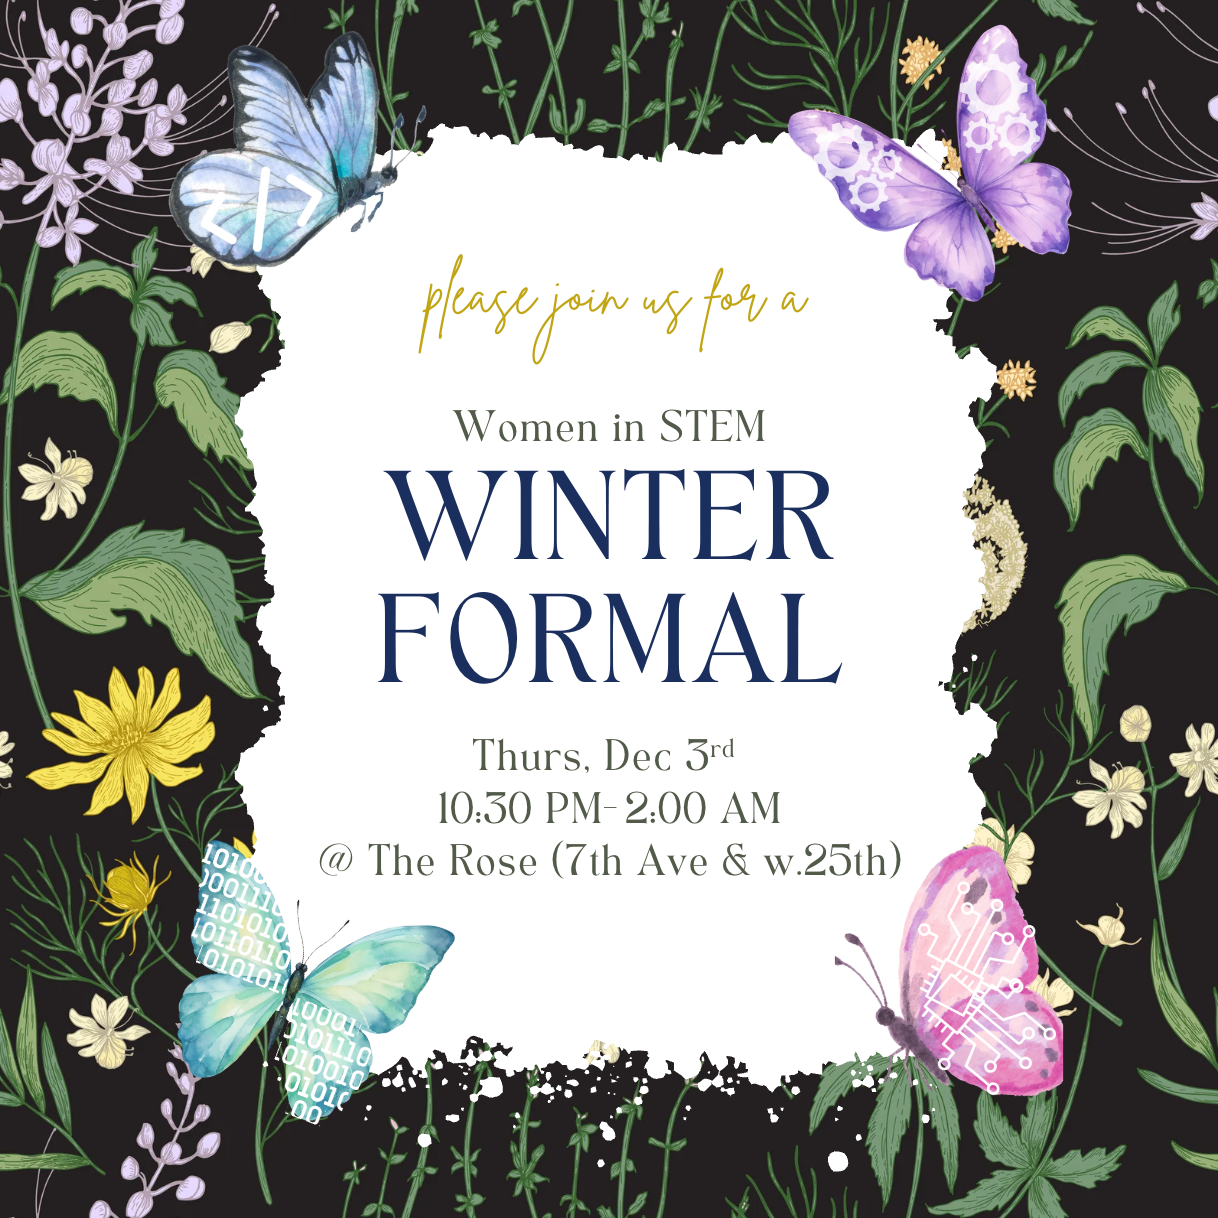 please join us for a
Women in STEM
WINTER
FORMAL
Thurs, Dec 3rd
10:30 PM- 2:00 AM
@ The Rose (7th Ave & w.25th)